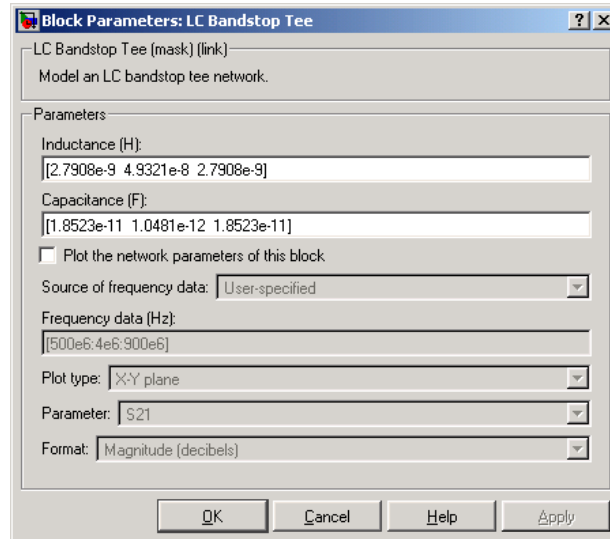 Block Parameters: LC Bandstop Tee
LC Bandstop Tee (mask) (link)
Model an LC bandstop tee network.
Parameters
Inductance (H):
[2.7908e-9 4.9321e-8 2.7908e-9]
Capacitance (F):
[1.8523e-11 1.0481e-12 1.8523e-11]
Plot the network parameters of this block
Source of frequency data: User-specified
Frequency data (Hz):
[500e6:4e6:900e6]
Plot type: X-Y plane
Parameter: S21
Format: Magnitude (decibels)
OK Cancel Help Apply